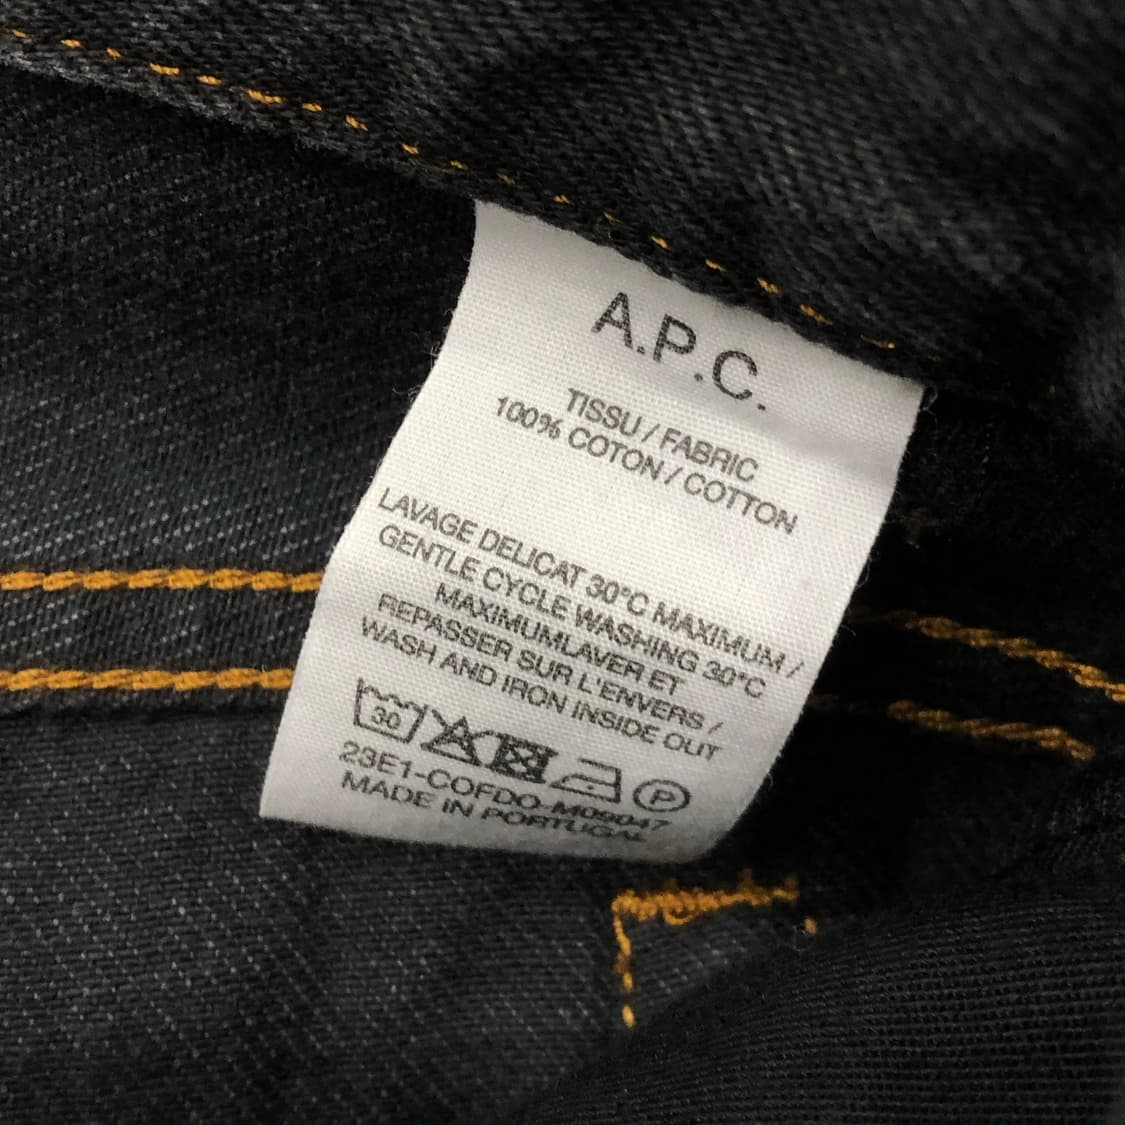 A.P.C.
TISSU / FABRIC
100% COTON / COTTON
LAVAGE DELICAT 30°C MAXIMUM /
GENTLE CYCLE WASHING 30°C
MAXIMUMLAVER ET
REPASSER SUR L'ENVERS /
WASH AND IRON INSIDE OUT
30 P
23E1-COFDO-M09047
MADE IN PORTUGAL